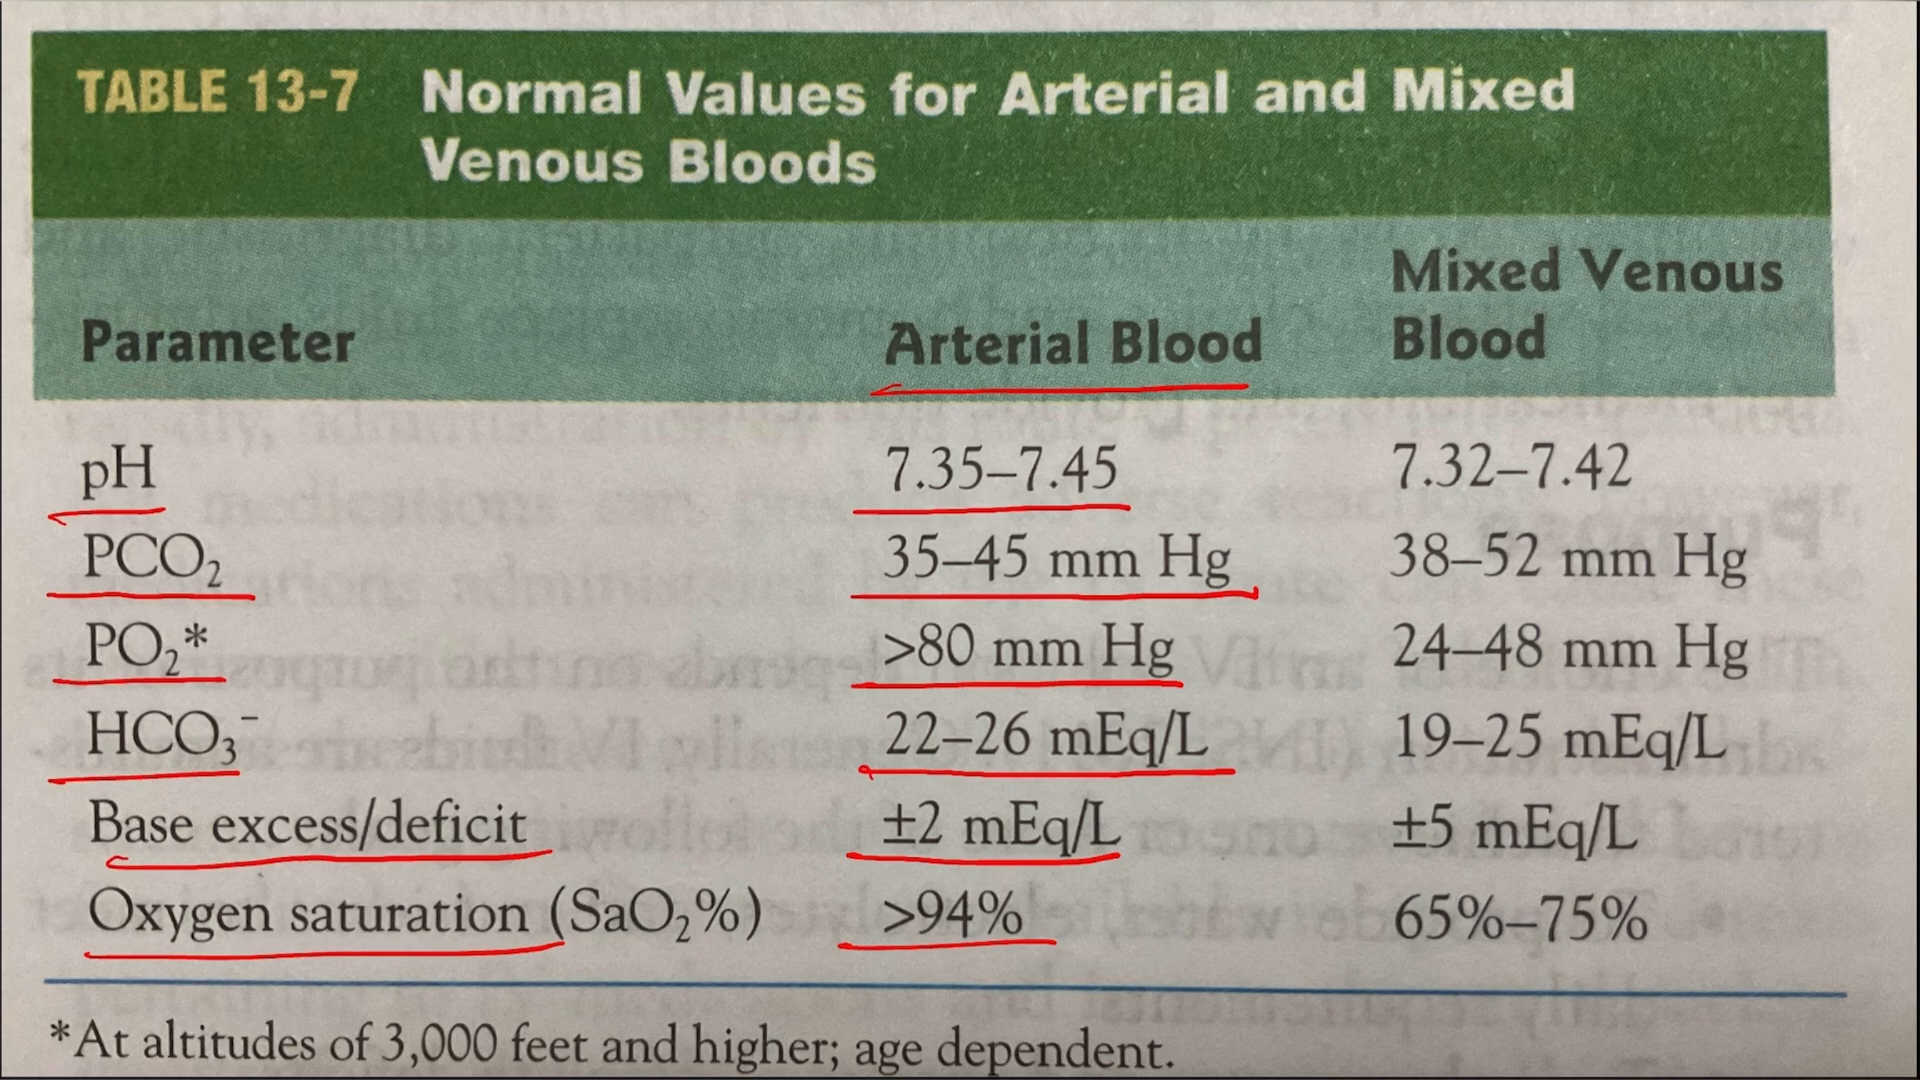 TABLE 13-7 Normal Values for Arterial and Mixed
Venous Bloods
Parameter Arterial Blood Mixed Venous Blood
pH 7.35–7.45 7.32–7.42
PCO₂ 35–45 mm Hg 38–52 mm Hg
PO₂* >80 mm Hg 24–48 mm Hg
HCO₃⁻ 22–26 mEq/L 19–25 mEq/L
Base excess/deficit ±2 mEq/L ±5 mEq/L
Oxygen saturation (SaO₂%) >94% 65%–75%
*At altitudes of 3,000 feet and higher; age dependent.